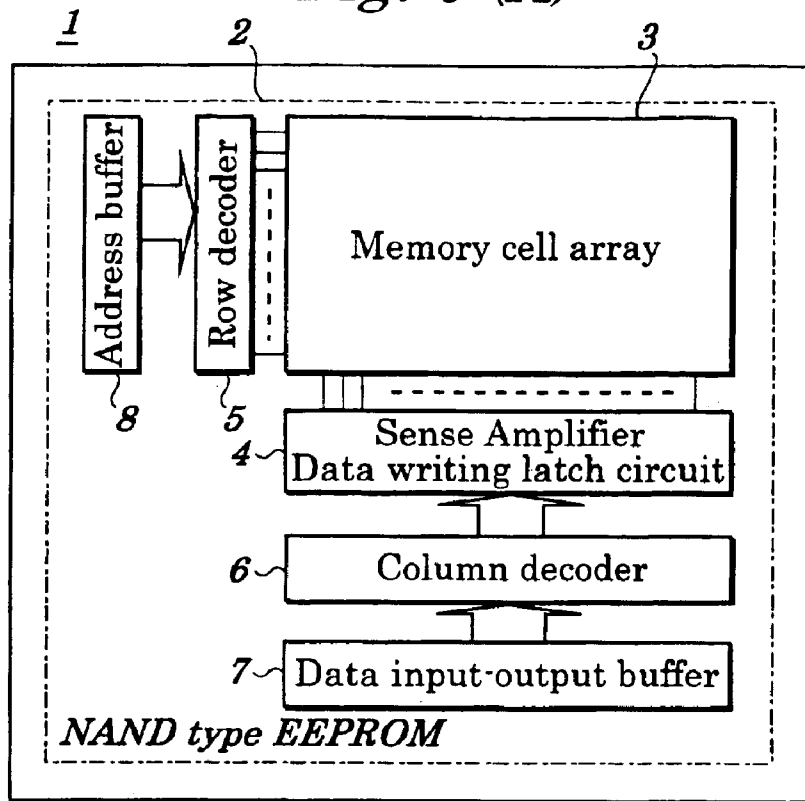 1
2
3
Address buffer
Row decoder
Memory cell array
8
5
4
Sense Amplifier
Data writing latch circuit
6
Column decoder
7
Data input-output buffer
NAND type EEPROM